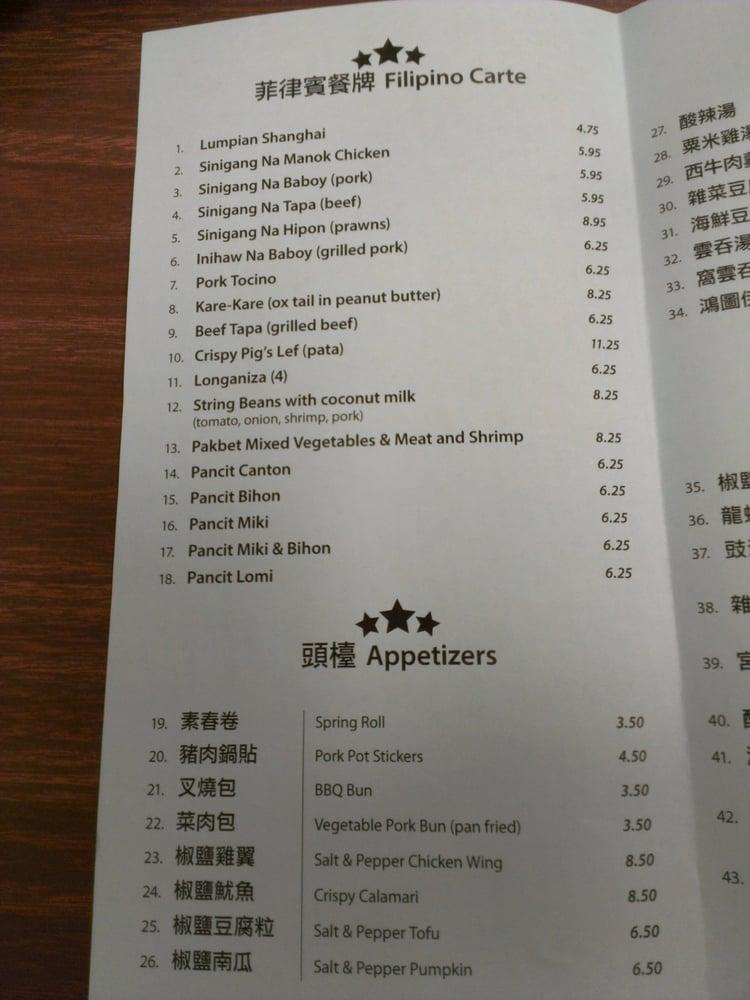 菲律賓餐牌 Filipino Carte
1. Lumpian Shanghai 4.75
2. Sinigang Na Manok Chicken 5.95
3. Sinigang Na Baboy (pork) 5.95
4. Sinigang Na Tapa (beef) 5.95
5. Sinigang Na Hipon (prawns) 8.95
6. Inihaw Na Baboy (grilled pork) 6.25
7. Pork Tocino 6.25
8. Kare-Kare (ox tail in peanut butter) 8.25
9. Beef Tapa (grilled beef) 6.25
10. Crispy Pig's Lef (pata) 11.25
11. Longaniza (4) 6.25
12. String Beans with coconut milk 8.25
(tomato, onion, shrimp, pork)
13. Pakbet Mixed Vegetables & Meat and Shrimp 8.25
14. Pancit Canton 6.25
15. Pancit Bihon 6.25
16. Pancit Miki 6.25
17. Pancit Miki & Bihon 6.25
18. Pancit Lomi 6.25
頭檯 Appetizers
19. 素春卷 Spring Roll 3.50
20. 豬肉鍋貼 Pork Pot Stickers 4.50
21. 叉燒包 BBQ Bun 3.50
22. 菜肉包 Vegetable Pork Bun (pan fried) 3.50
23. 椒鹽雞翼 Salt & Pepper Chicken Wing 8.50
24. 椒鹽魷魚 Crispy Calamari 8.50
25. 椒鹽豆腐粒 Salt & Pepper Tofu 6.50
26. 椒鹽南瓜 Salt & Pepper Pumpkin 6.50
27. 酸辣湯
28. 粟米雞湯
29. 西牛肉
30. 雜菜豆
31. 海鮮豆
32. 雲吞湯
33. 窩雲吞
34. 鴻圖
35. 椒鹽
36. 龍
37. 豉
38. 雜
39. 宮
40.
41.
42.
43.